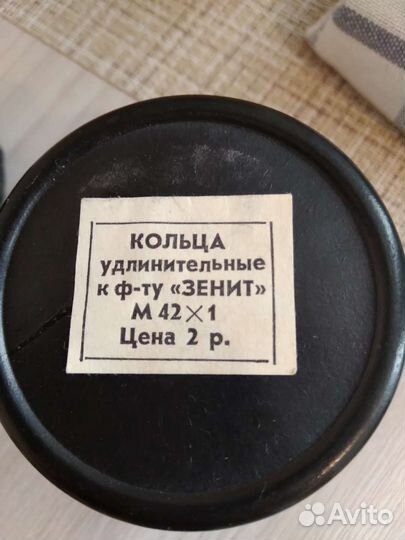 КОЛЬЦА
удлинительные
к ф-ту «ЗЕНИТ»
М 42×1
Цена 2 р.
Avito